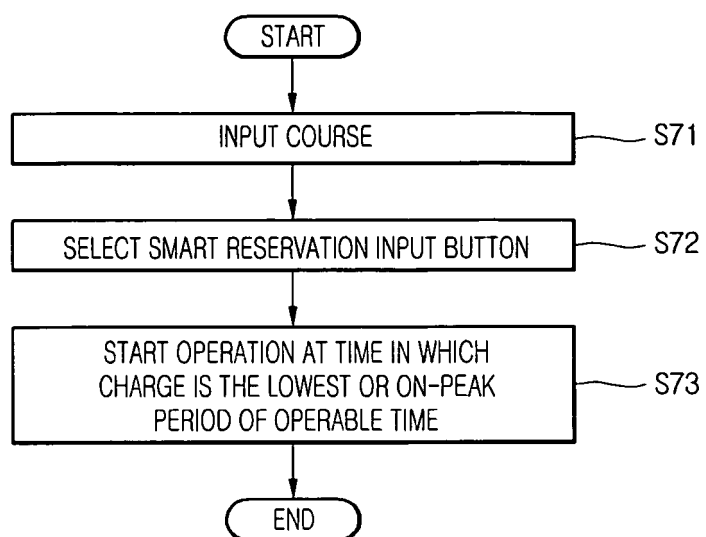 START
INPUT COURSE
S71
SELECT SMART RESERVATION INPUT BUTTON
S72
START OPERATION AT TIME IN WHICH
CHARGE IS THE LOWEST OR ON-PEAK
PERIOD OF OPERABLE TIME
S73
END